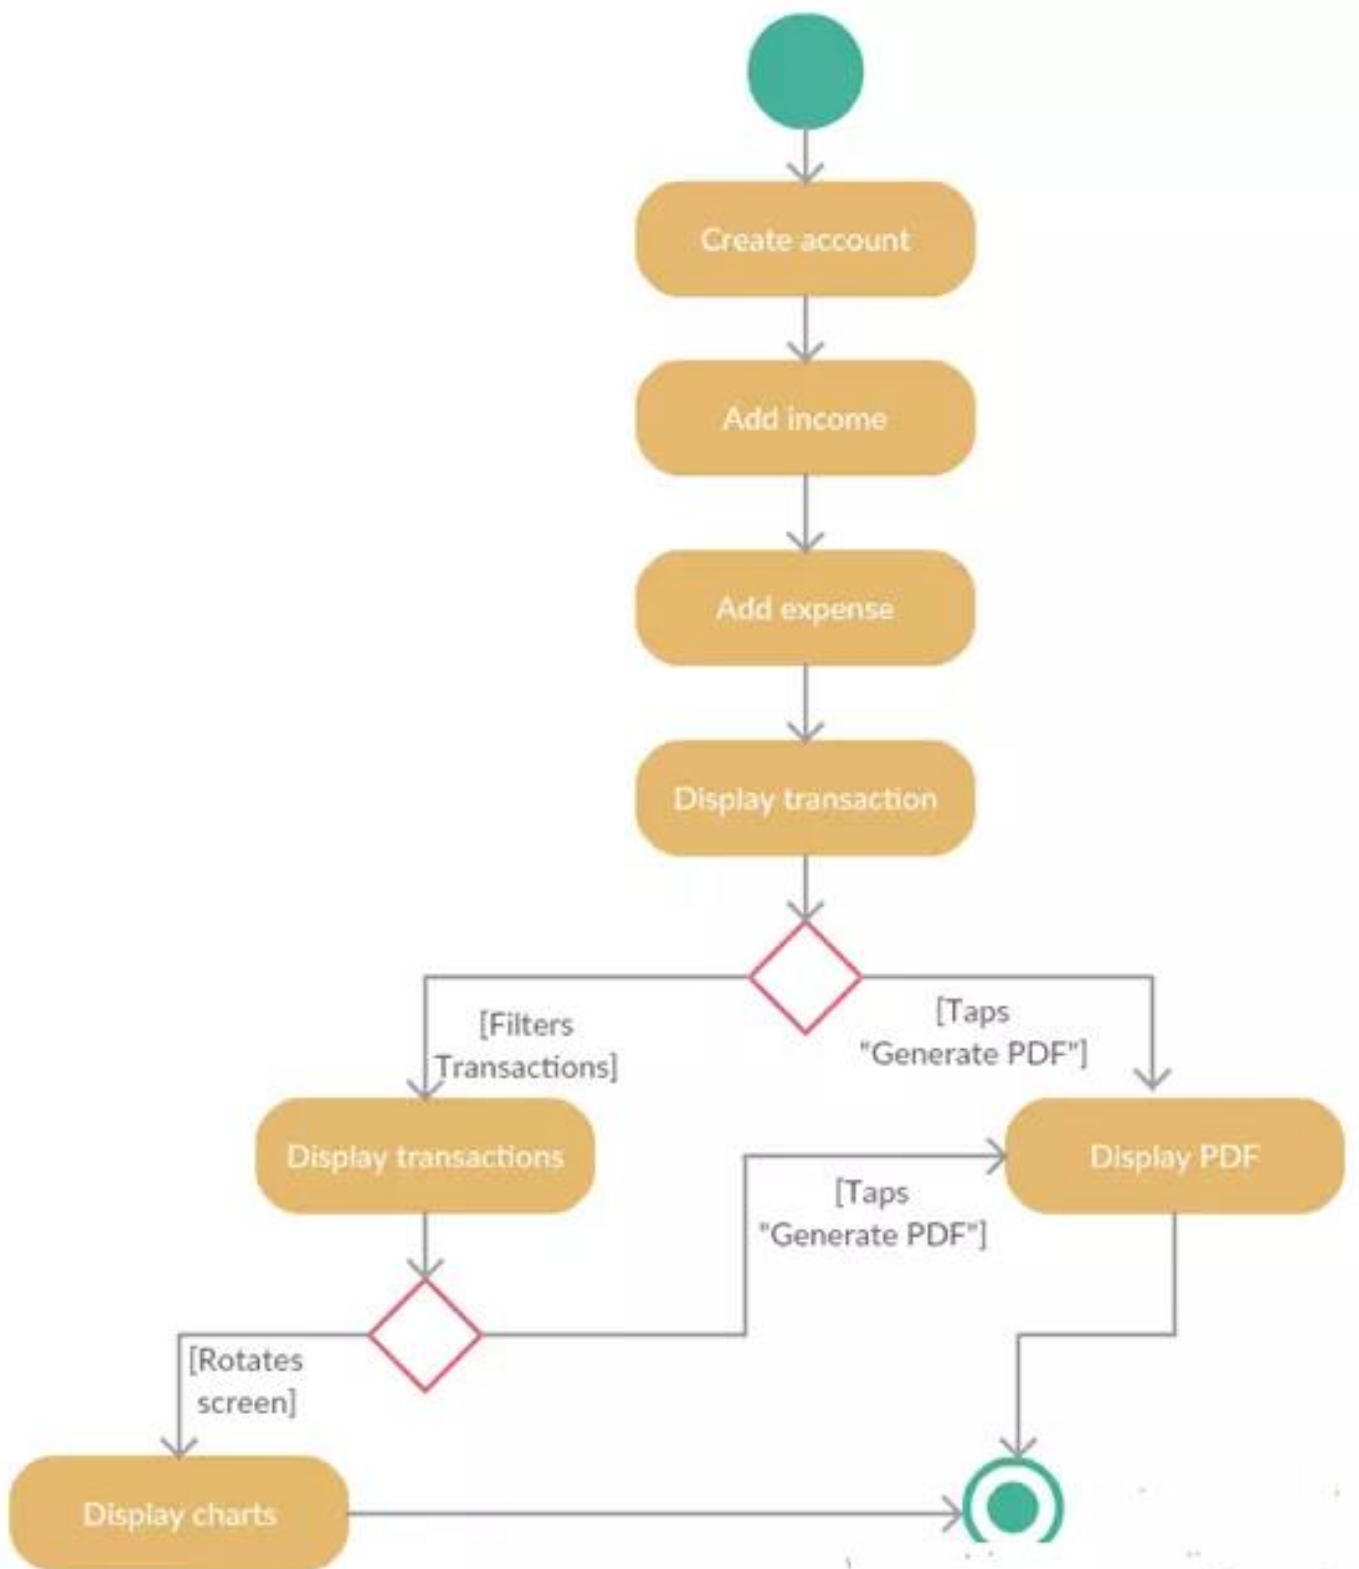 Create account
Add income
Add expense
Display transaction
[Filters
Transactions]
[Taps
"Generate PDF"]
Display transactions
Display PDF
[Taps
"Generate PDF"]
[Rotates
screen]
Display charts